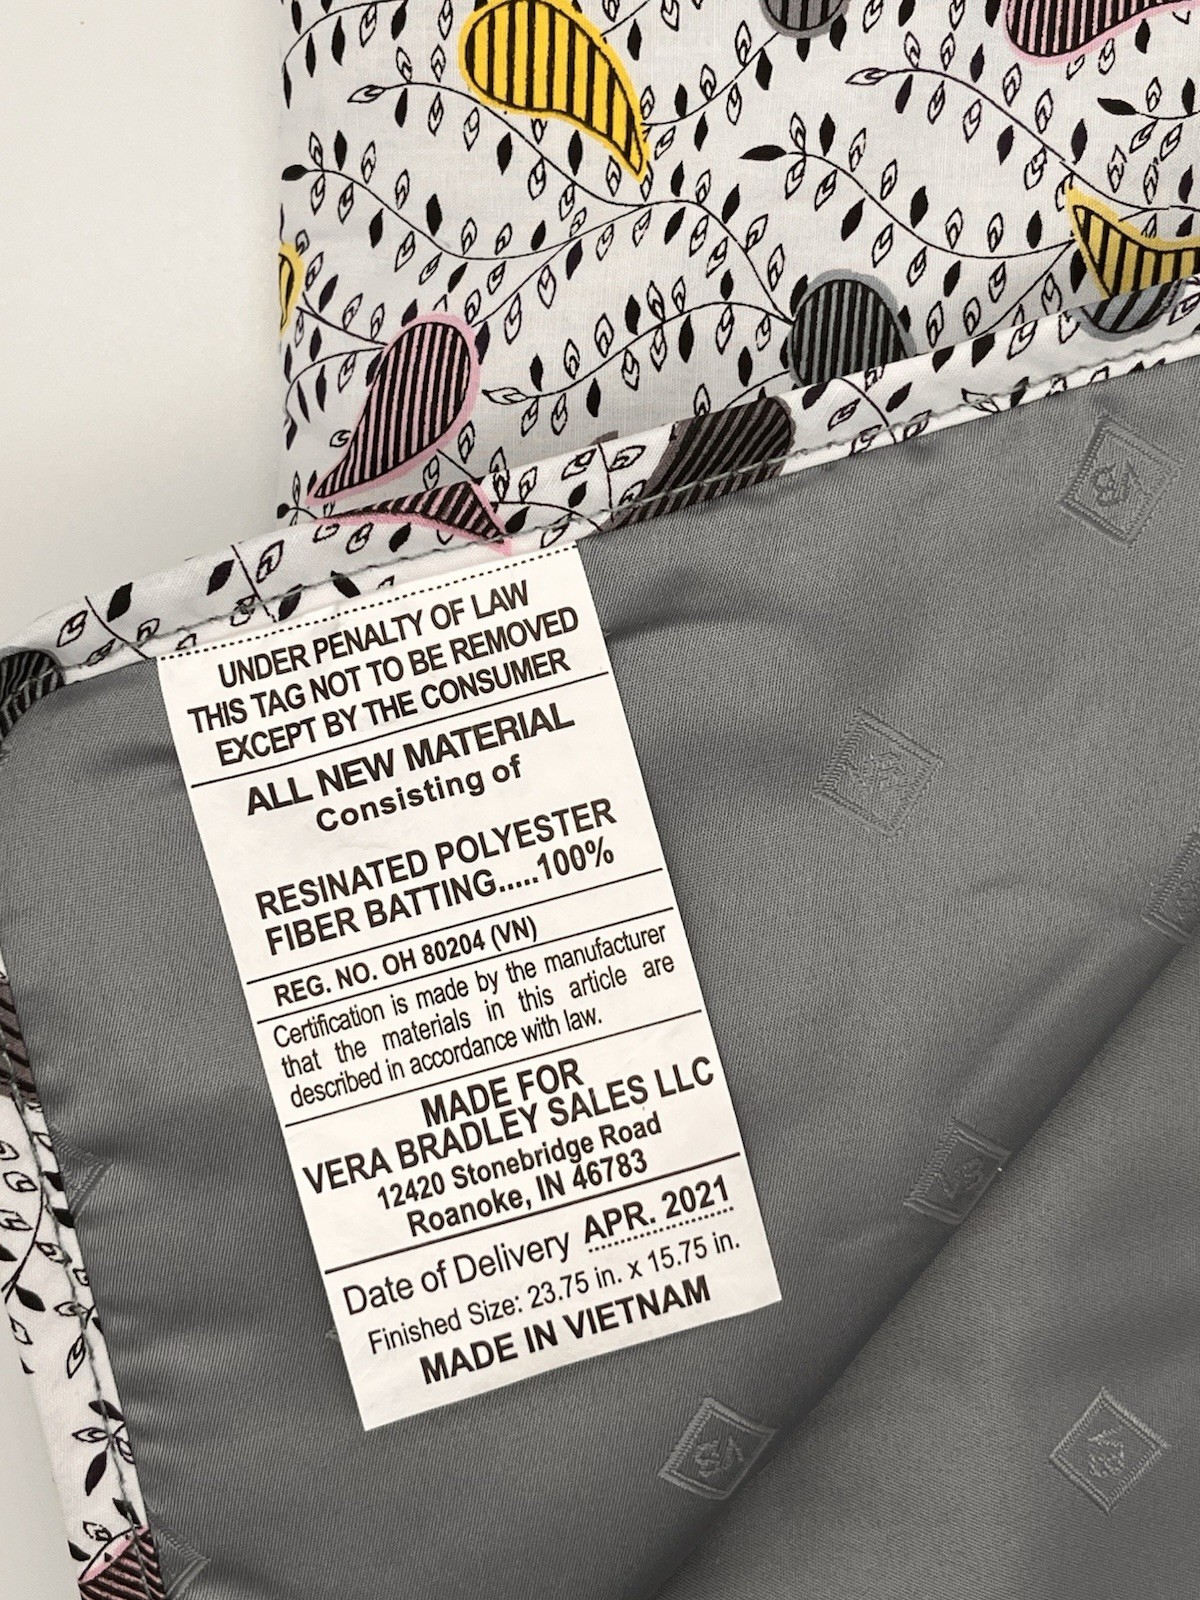 UNDER PENALTY OF LAW
THIS TAG NOT TO BE REMOVED
EXCEPT BY THE CONSUMER
ALL NEW MATERIAL
Consisting of
RESINATED POLYESTER
FIBER BATTING.....100%
REG. NO. OH 80204 (VN)
Certification is made by the manufacturer
that the materials in this article are
described in accordance with law.
MADE FOR
VERA BRADLEY SALES LLC
12420 Stonebridge Road
Roanoke, IN 46783
Date of Delivery APR. 2021
Finished Size: 23.75 in. x 15.75 in.
MADE IN VIETNAM